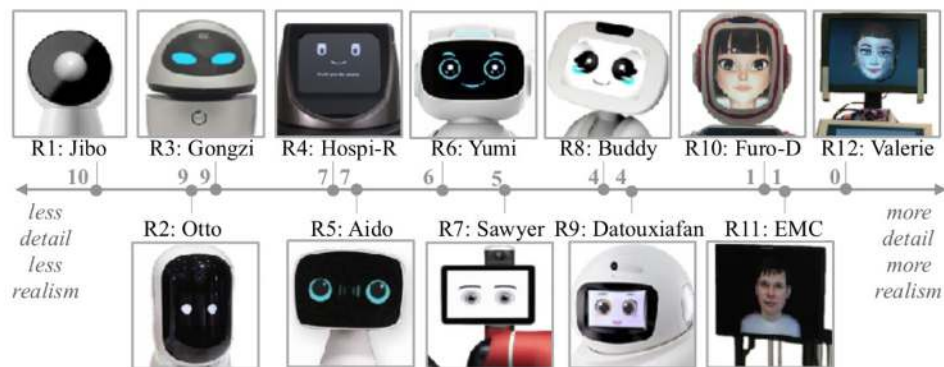 R1: Jibo
R3: Gongzi
R4: Hospi-R
R6: Yumi
R8: Buddy
R10: Furo-D
R12: Valerie
10
9
9
7
7
6
5
4
4
1
1
0
less
detail
less
realism
more
detail
more
realism
R2: Otto
R5: Aido
R7: Sawyer
R9: Datouxiafan
R11: EMC